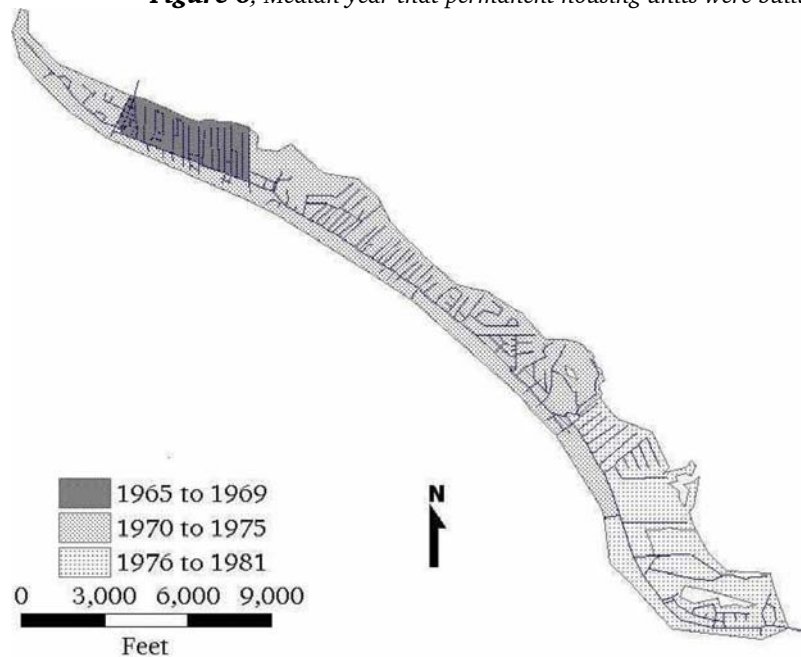 Figure 6, Median year that permanent housing units were built
N
1965 to 1969
1970 to 1975
1976 to 1981
0 3,000 6,000 9,000
Feet